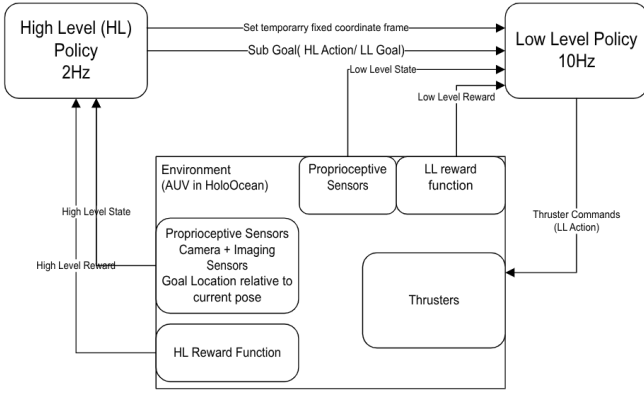 High Level (HL)
Policy
2Hz
Set temporarry fixed coordinate frame
Sub Goal( HL Action/ LL Goal)
Low Level State
Low Level Reward
Low Level Policy
10Hz
Environment
(AUV in HoloOcean)
Proprioceptive
Sensors
LL reward
function
High Level State
High Level Reward
Proprioceptive Sensors
Camera + Imaging
Sensors
Goal Location relative to
current pose
Thruster Commands
(LL Action)
Thrusters
HL Reward Function